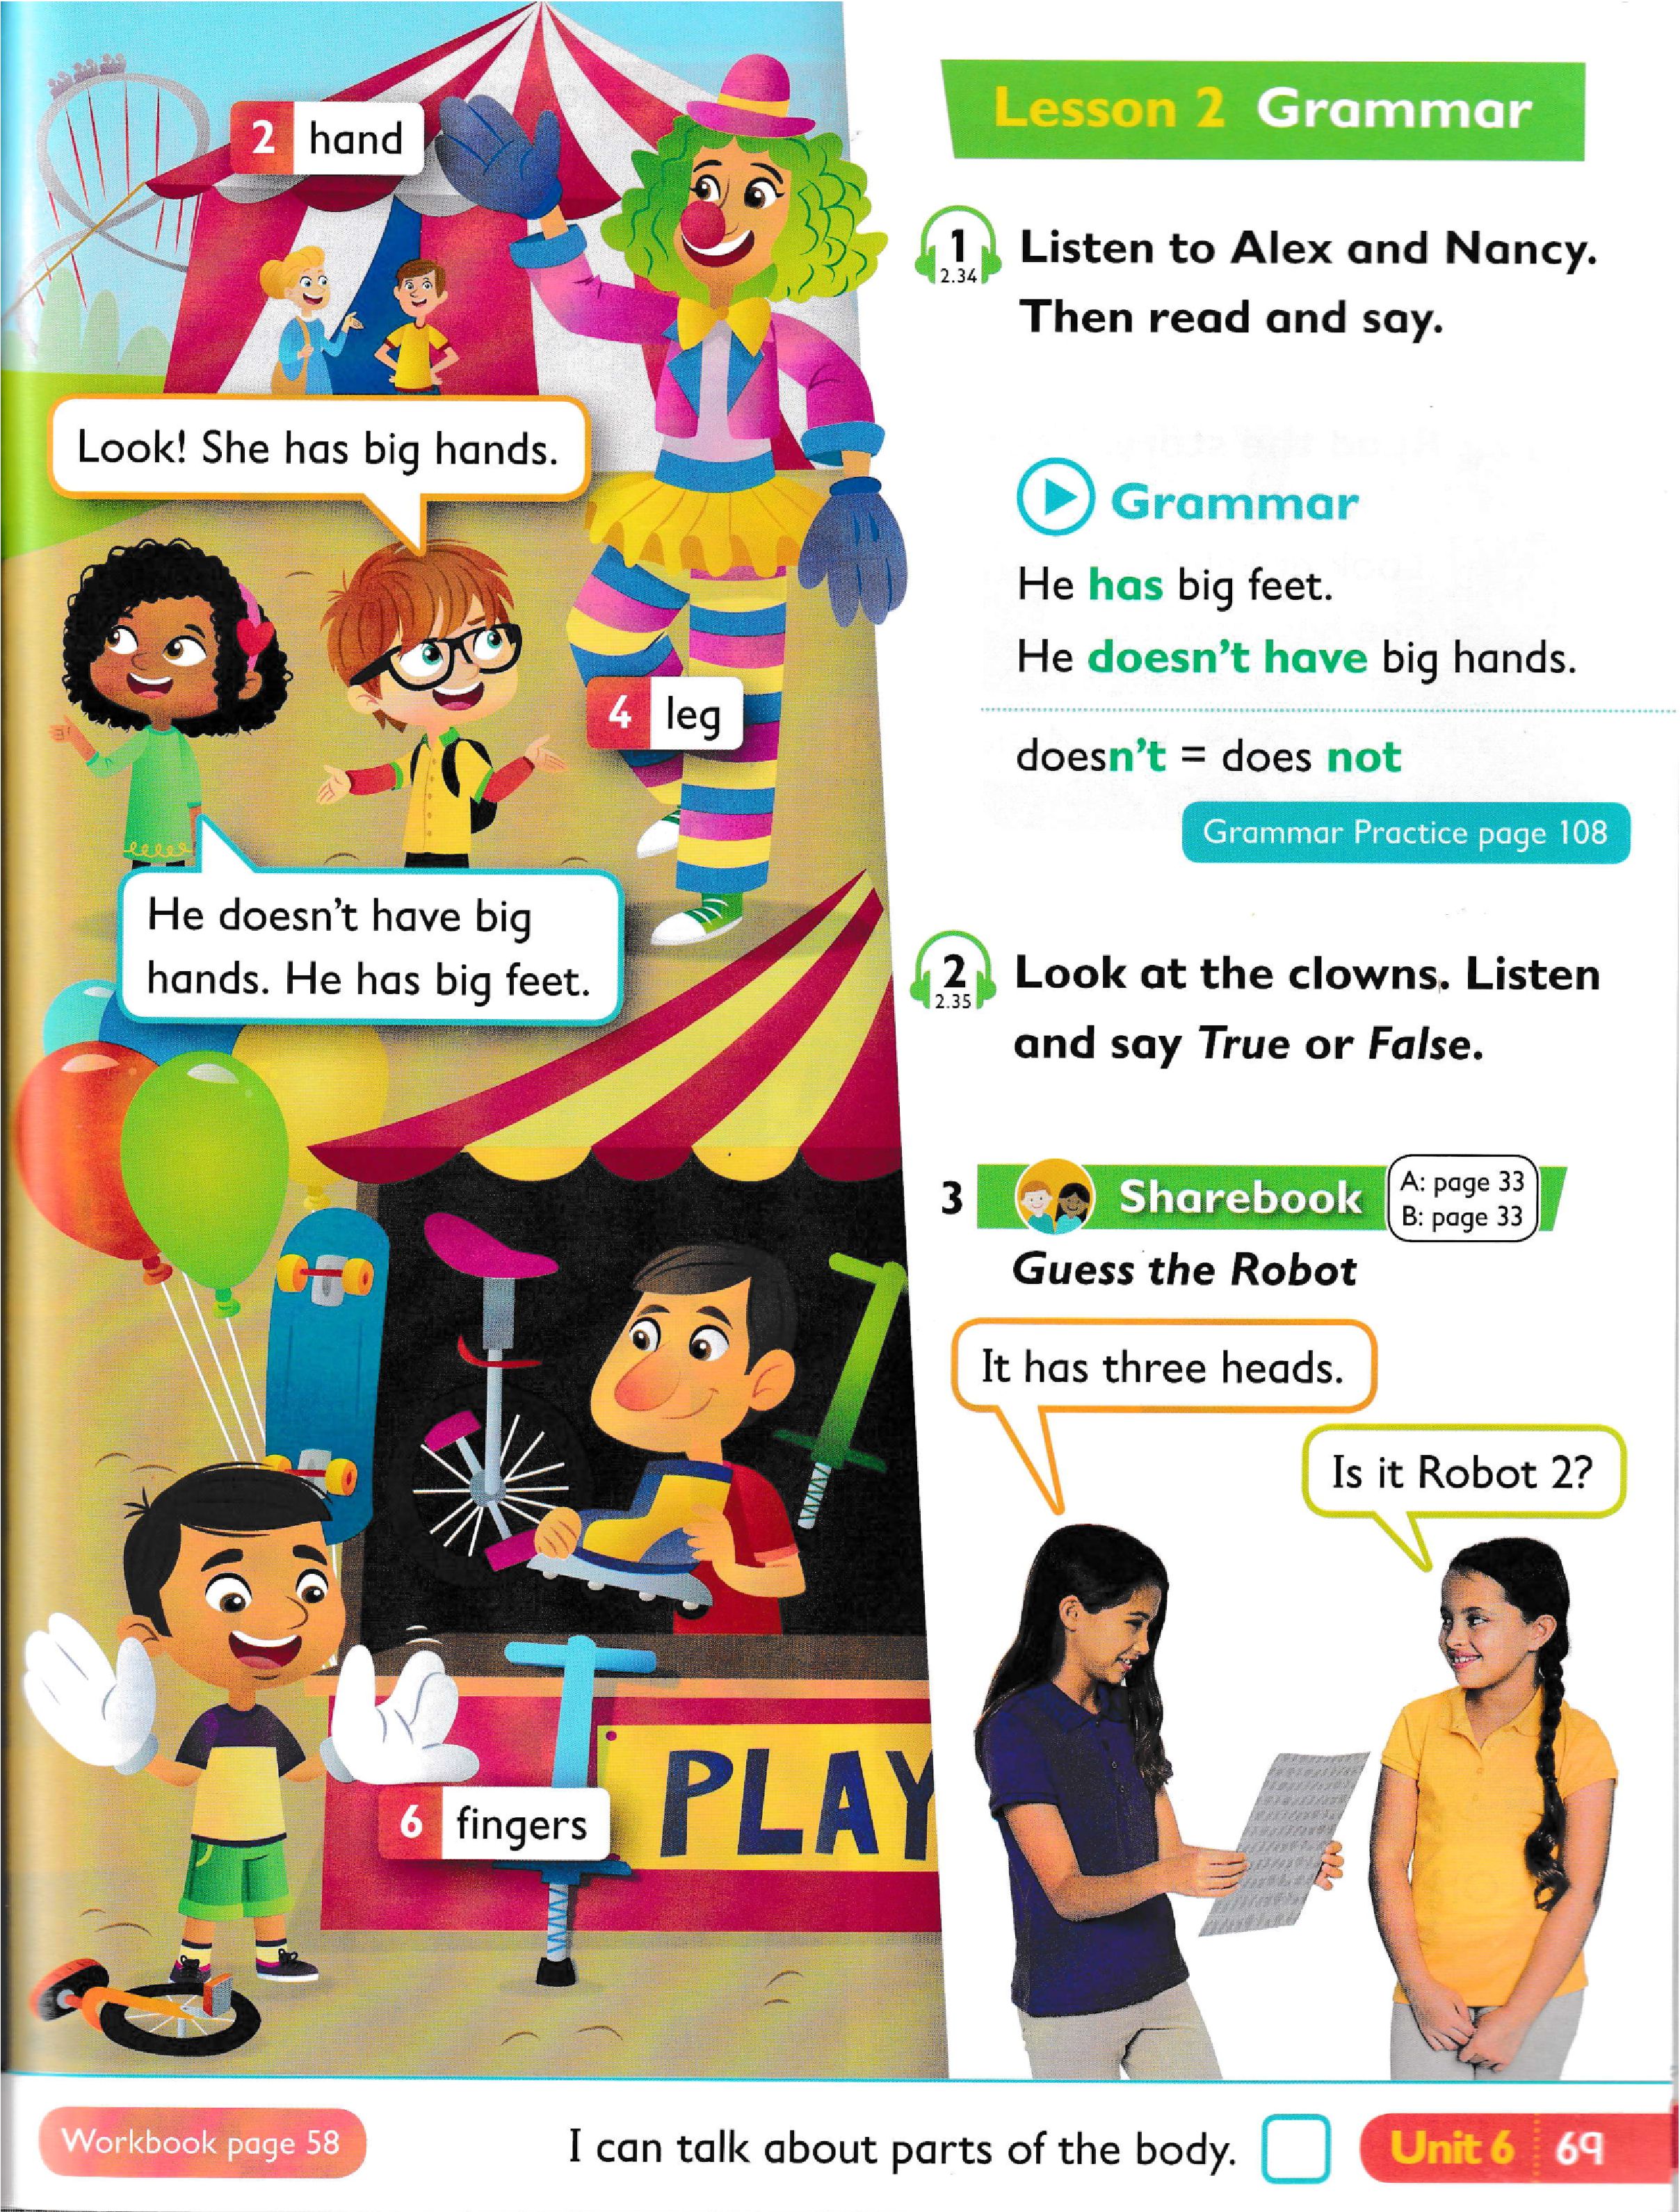 2 hand
Look! She has big hands.
4 leg
He doesn't have big
hands. He has big feet.
6 fingers
PLAY
Lesson 2 Grammar
1
2.34
Listen to Alex and Nancy.
Then read and say.
Grammar
He has big feet.
He doesn't have big hands.
doesn't = does not
Grammar Practice page 108
2
2.35
Look at the clowns. Listen
and say True or False.
3 Sharebook
A: page 33
B: page 33
Guess the Robot
It has three heads.
Is it Robot 2?
Workbook page 58
I can talk about parts of the body.
Unit 6 69